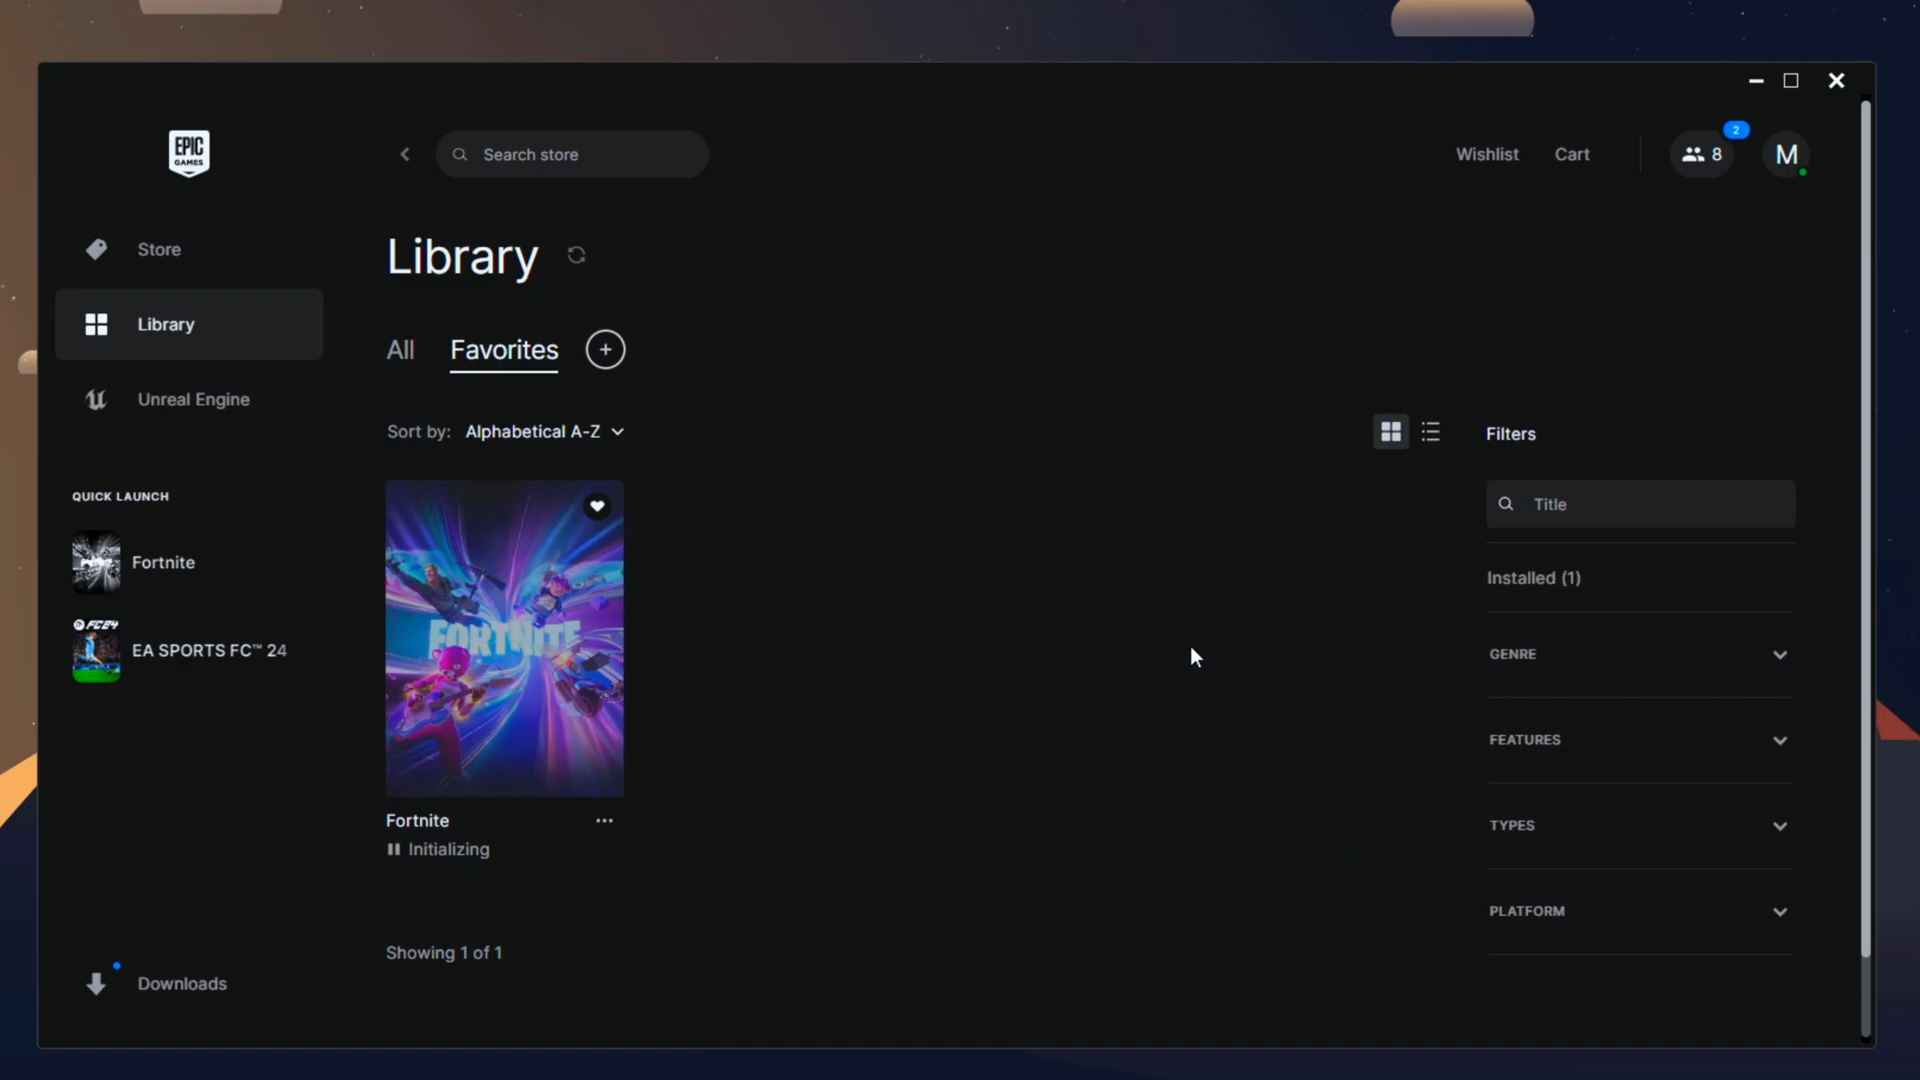 EPIC
GAMES
Search store
Wishlist
Cart
8
2
M
Store
Library
Unreal Engine
QUICK LAUNCH
Fortnite
FC24
EA SPORTS FC™ 24
Downloads
Library
All
Favorites
Sort by: Alphabetical A-Z
FORTNITE
Fortnite
Initializing
Showing 1 of 1
Filters
Title
Installed (1)
GENRE
FEATURES
TYPES
PLATFORM